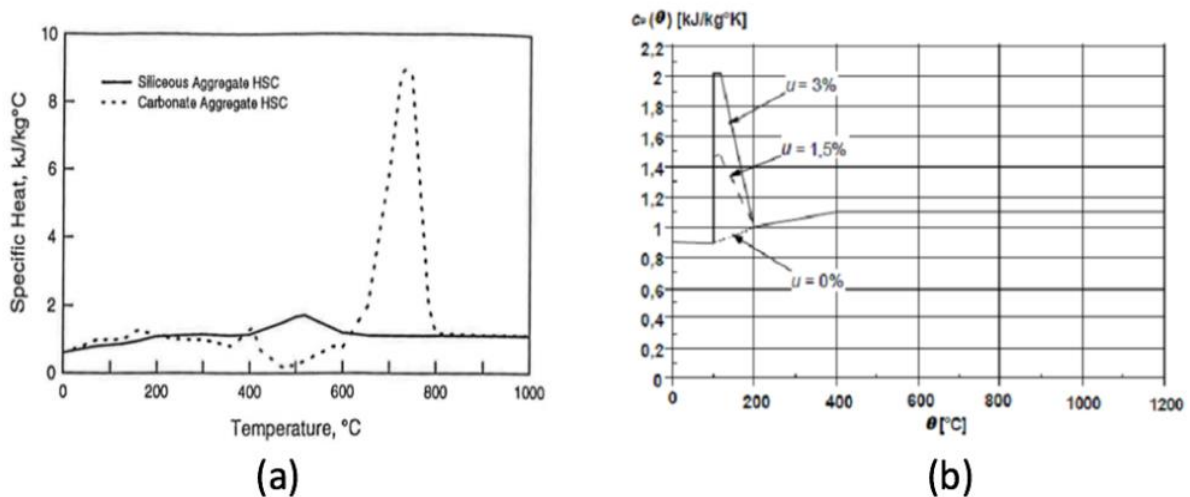 10
8
6
4
2
0
Specific Heat, kJ/kg°C
Siliceous Aggregate HSC
Carbonate Aggregate HSC
0 200 400 600 800 1000
Temperature, °C
(a)
cₚ(θ) [kJ/kg°K]
2,2
2
1,8
1,6
1,4
1,2
1
0,8
0,6
0,4
0,2
0
u= 3%
u = 1,5%
u = 0%
0 200 400 600 800 1000 1200
θ [°C]
(b)